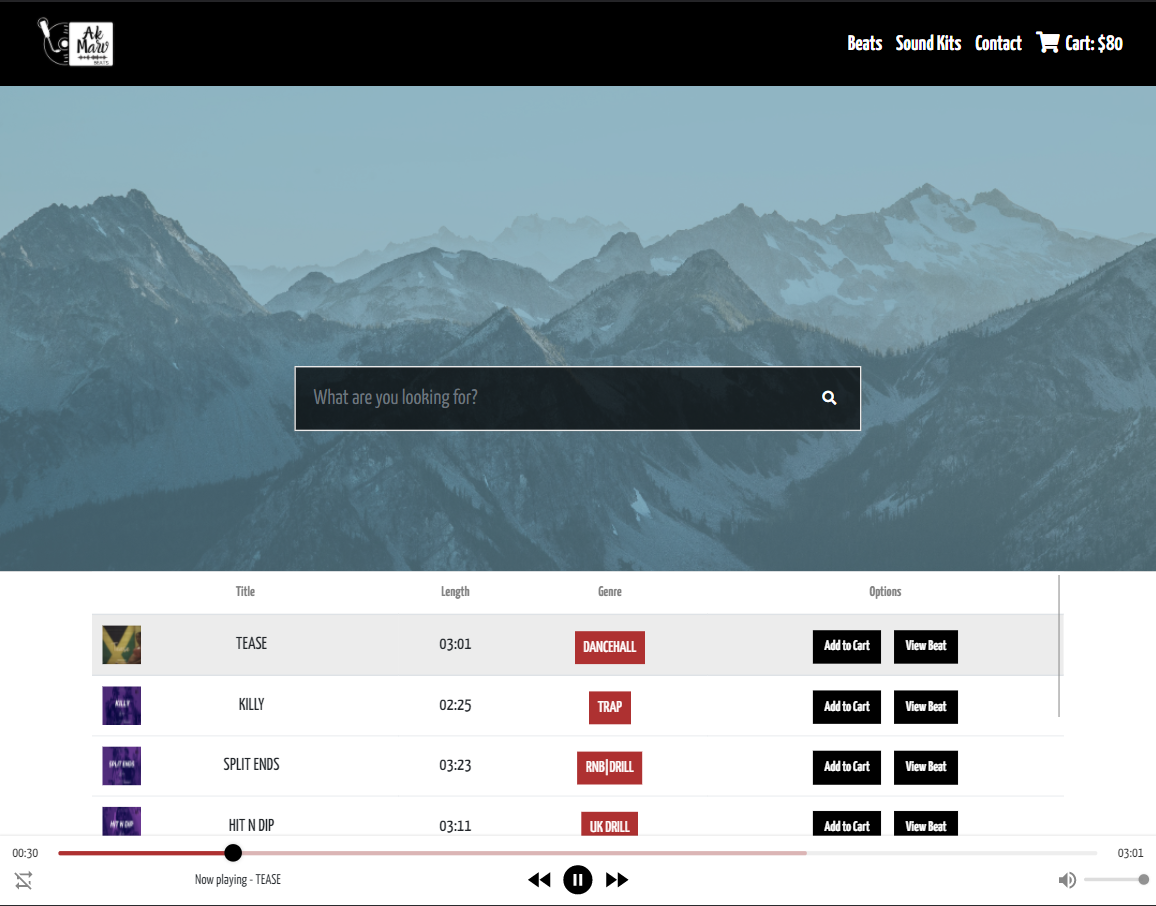 Ak
Marv
BEATS
Beats Sound Kits Contact Cart: $80
What are you looking for?
Title Length Genre Options
TEASE 03:01 DANCEHALL Add to Cart View Beat
KILLY KILLY 02:25 TRAP Add to Cart View Beat
SPLIT ENDS SPLIT ENDS 03:23 RNB|DRILL Add to Cart View Beat
HIT N DIP HIT N DIP 03:11 UK DRILL Add to Cart View Beat
00:30 03:01
Now playing - TEASE